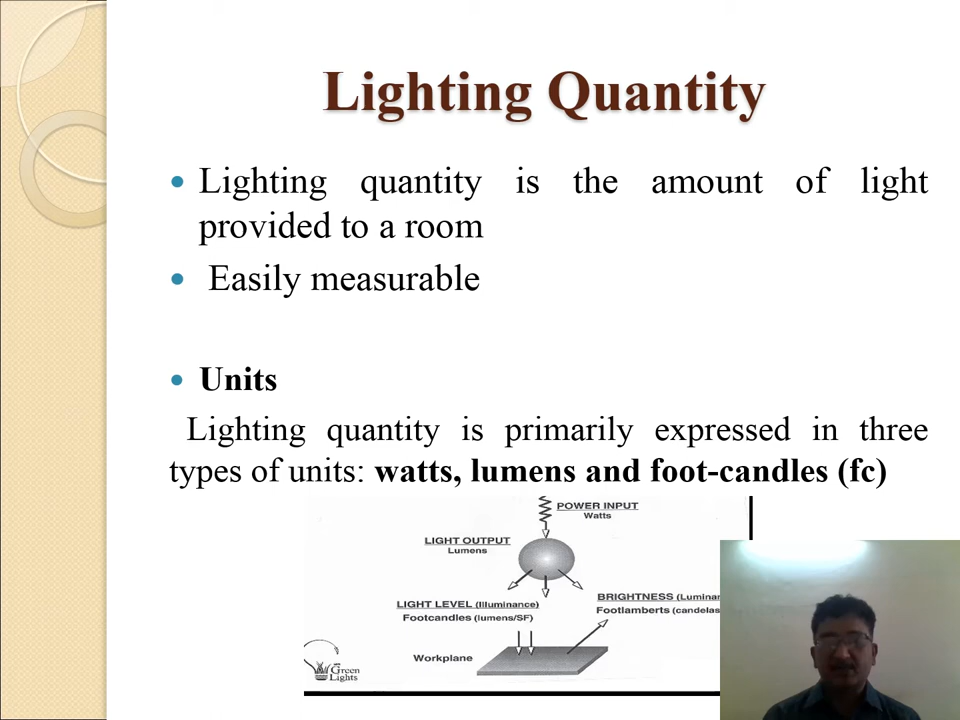 Lighting Quantity
Lighting quantity is the amount of light
provided to a room
Easily measurable
Units
Lighting quantity is primarily expressed in three
types of units: watts, lumens and foot-candles (fc)
POWER INPUT
Watts
LIGHT OUTPUT
Lumens
LIGHT LEVEL (Illuminance)
Footcandles (lumens/SF)
BRIGHTNESS (Luminan
Footlamberts (candelas
Workplane
Green
Lights